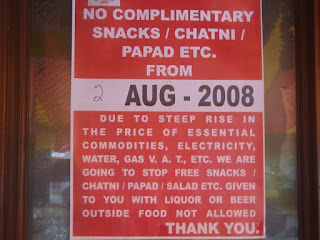 NO COMPLIMENTARY
SNACKS / CHATNI /
PAPAD ETC.
FROM
2 AUG - 2008
DUE TO STEEP RISE IN
THE PRICE OF ESSENTIAL
COMMODITIES, ELECTRICITY,
WATER, GAS V. A. T., ETC. WE ARE
GOING TO STOP FREE SNACKS /
CHATNI / PAPAD / SALAD ETC. GIVEN
TO YOU WITH LIQUOR OR BEER
OUTSIDE FOOD NOT ALLOWED
THANK YOU.